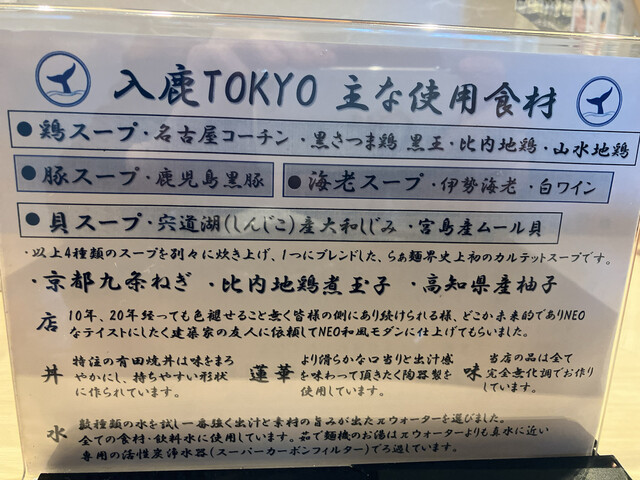 入鹿TOKYO 主な使用食材
●鶏スープ・名古屋コーチン・黒さつま鶏 黒王・比内地鶏・山水地鶏
●豚スープ・鹿児島黒豚
●海老スープ・伊勢海老・白ワイン
●貝スープ・宍道湖(しんじこ)産大和しじみ・宮島産ムール貝
・以上4種類のスープを別々に炊き上げ、1つにブレンドした、らぁ麺界史上初のカルテットスープです。
・京都九条ねぎ ・比内地鶏煮玉子 ・高知県産柚子
店 10年、20年経っても色褪せること無く皆様の側にあり続けられる様、どこか未来的でありNEO
なテイストにしたく建築家の友人に依頼してNEO和風モダンに仕上げてもらいました。
丼 特注の有田焼丼は味をまろ
やかにし、持ちやすい形状
に作られています。
蓮華 より滑らかな口当りと出汁感
を味わって頂きたく陶器製を
使用しています。
味 当店の品は全て
完全無化調でお作り
しています。
水 数種類の水を試し一番強く出汁と素材の旨みが出たπウォーターを選びました。
全ての食材・飲料水に使用しています。茹で麺機のお湯はπウォーターよりも真水に近い
専用の活性炭浄水器(スーパーカーボンフィルター)でろ過しています。